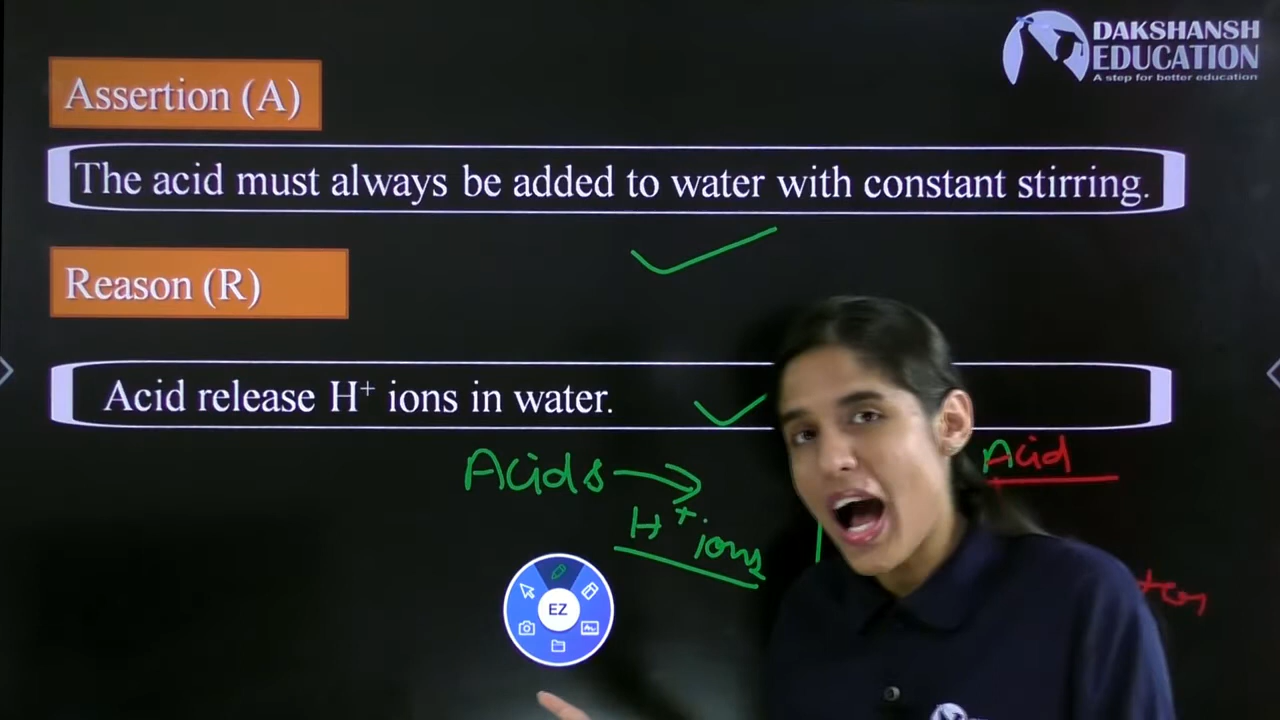 DAKSHANSH
EDUCATION
A step for better education
Assertion (A)
The acid must always be added to water with constant stirring.
Reason (R)
Acid release H⁺ ions in water.
Acids
Acid
H⁺ ions
EZ